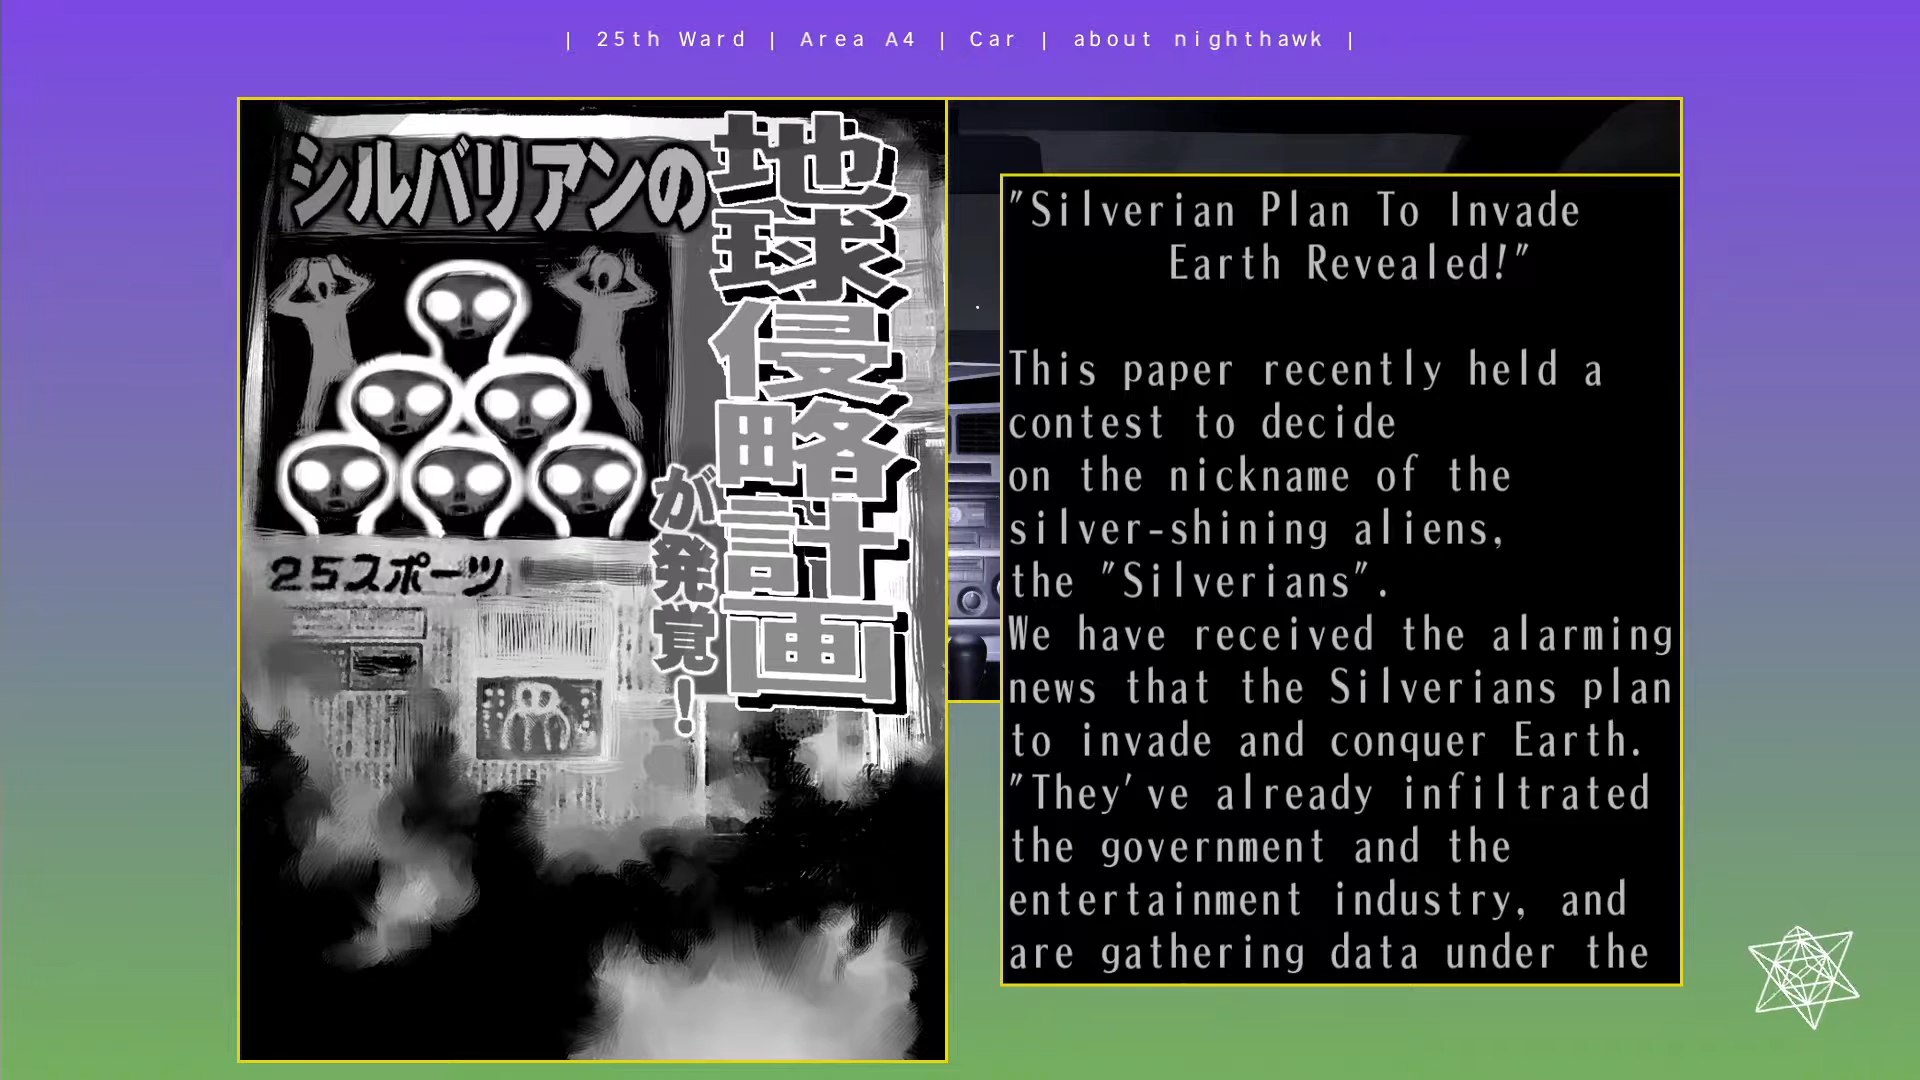 | 25th Ward | Area A4 | Car | about nighthawk |
シルバリアンの
地球侵略計画
が発覚!
25スポーツ
"Silverian Plan To Invade
Earth Revealed!"
This paper recently held a
contest to decide
on the nickname of the
silver-shining aliens,
the "Silverians".
We have received the alarming
news that the Silverians plan
to invade and conquer Earth.
"They've already infiltrated
the government and the
entertainment industry, and
are gathering data under the